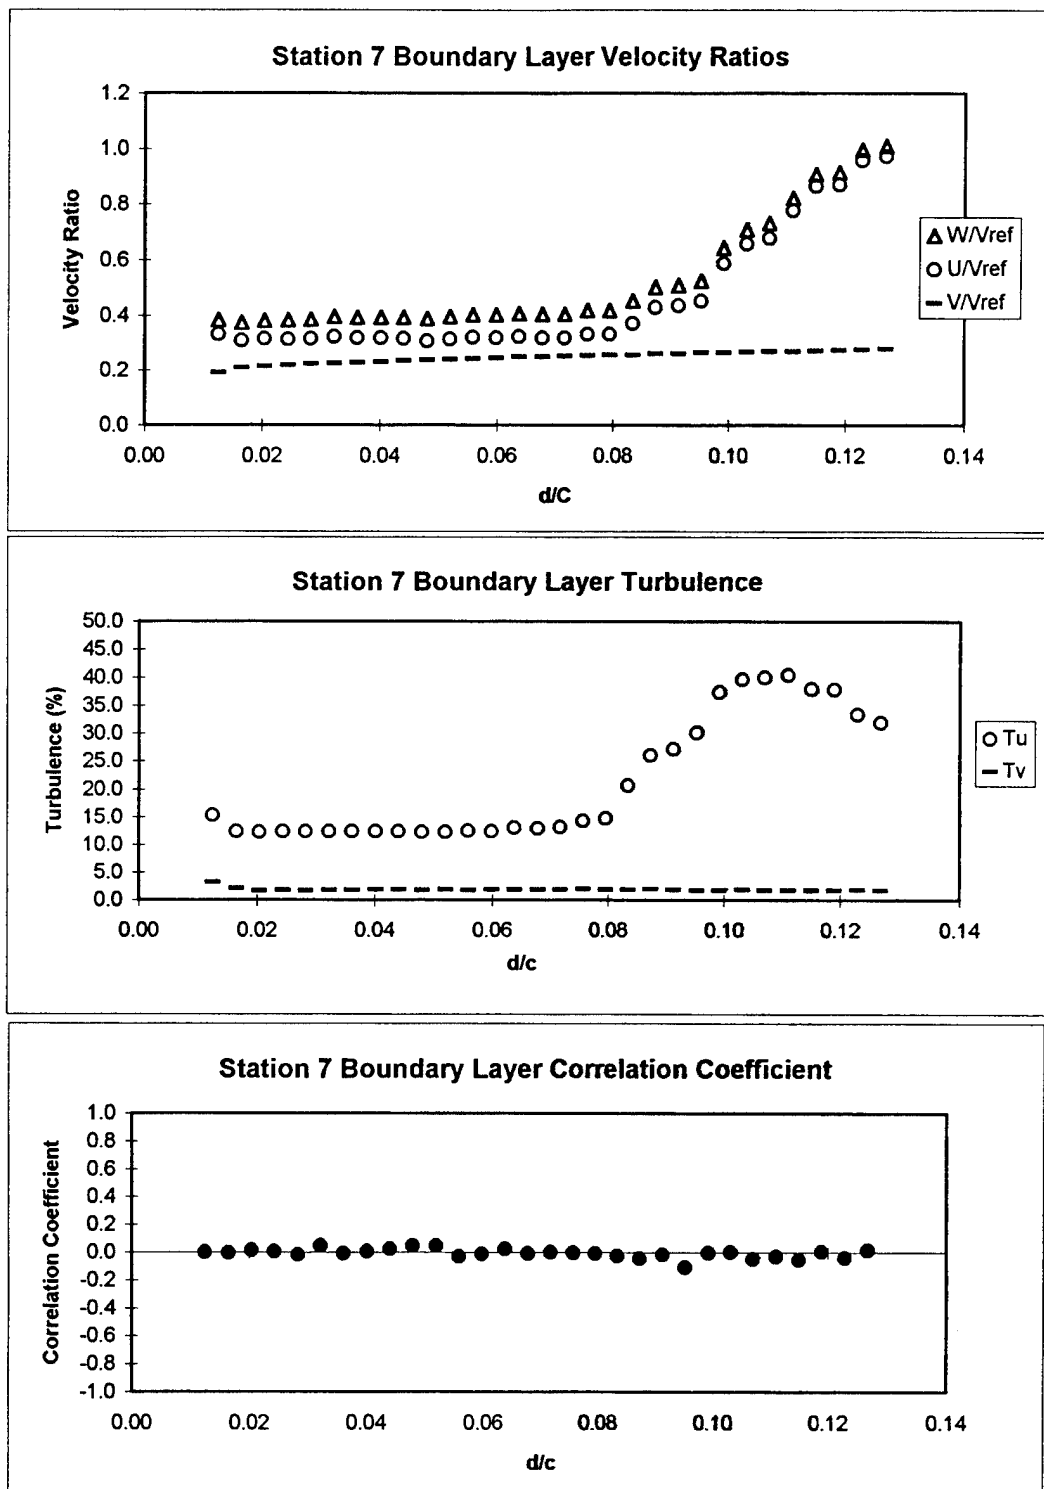 Station 7 Boundary Layer Velocity Ratios
1.2
1.0
0.8
0.6
0.4
0.2
0.0
Velocity Ratio
0.00 0.02 0.04 0.06 0.08 0.10 0.12 0.14
d/C
W/Vref
U/Vref
V/Vref
Station 7 Boundary Layer Turbulence
50.0
45.0
40.0
35.0
30.0
25.0
20.0
15.0
10.0
5.0
0.0
Turbulence (%)
0.00 0.02 0.04 0.06 0.08 0.10 0.12 0.14
d/c
Tu
Tv
Station 7 Boundary Layer Correlation Coefficient
1.0
0.8
0.6
0.4
0.2
0.0
-0.2
-0.4
-0.6
-0.8
-1.0
Correlation Coefficient
0.00 0.02 0.04 0.06 0.08 0.10 0.12 0.14
d/c